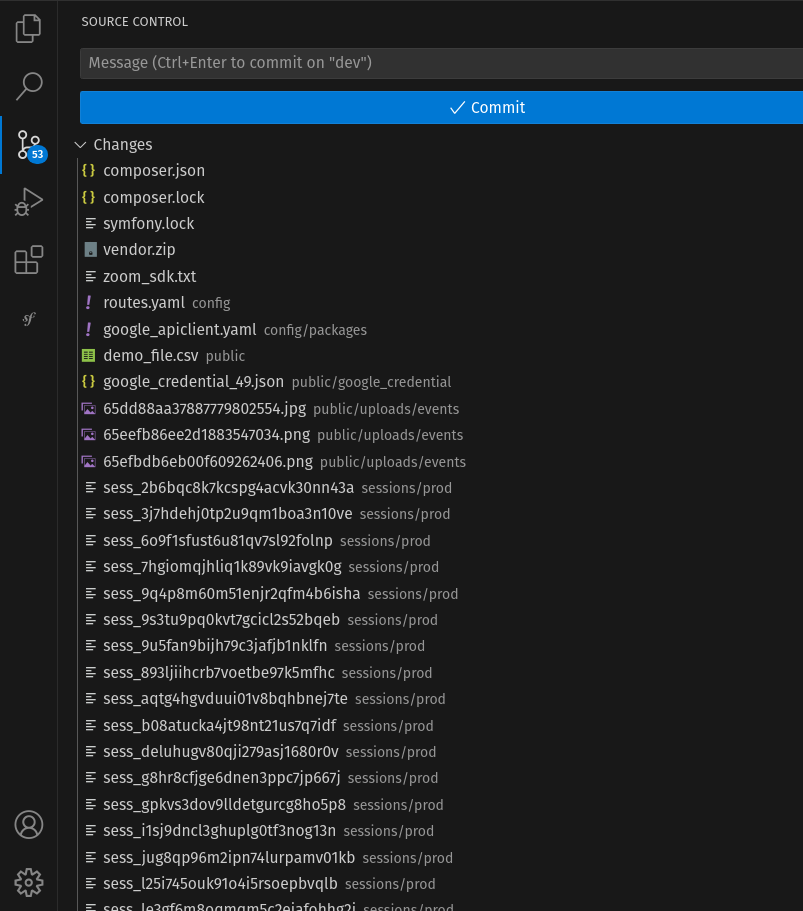 SOURCE CONTROL
Message (Ctrl+Enter to commit on "dev")
Commit
53
Changes
composer.json
composer.lock
symfony.lock
vendor.zip
zoom_sdk.txt
routes.yaml config
google_apiclient.yaml config/packages
demo_file.csv public
google_credential_49.json public/google_credential
65dd88aa37887779802554.jpg public/uploads/events
65eefb86ee2d1883547034.png public/uploads/events
65efbdb6eb00f609262406.png public/uploads/events
sess_2b6bqc8k7kcspg4acvk30nn43a sessions/prod
sess_3j7hdehj0tp2u9qm1boa3n10ve sessions/prod
sess_6o9f1sfust6u81qv7sl92folnp sessions/prod
sess_7hgiomqjhliq1k89vk9iavgk0g sessions/prod
sess_9q4p8m60m51enjr2qfm4b6isha sessions/prod
sess_9s3tu9pq0kvt7gcicl2s52bqeb sessions/prod
sess_9u5fan9bijh79c3jafjb1nklfn sessions/prod
sess_893ljiihcrb7voetbe97k5mfhc sessions/prod
sess_aqtg4hgvduui01v8bqhbnej7te sessions/prod
sess_b08atucka4jt98nt21us7q7idf sessions/prod
sess_deluhugv80qji279asj1680r0v sessions/prod
sess_g8hr8cfjge6dnen3ppc7jp667j sessions/prod
sess_gpkvs3dov9lldetgurcg8ho5p8 sessions/prod
sess_i1sj9dncl3ghuplg0tf3nog13n sessions/prod
sess_jug8qp96m2ipn74lurpamv01kb sessions/prod
sf
sess_l25i745ouk91o4i5rsoepbvqlb sessions/prod
sessions/prod